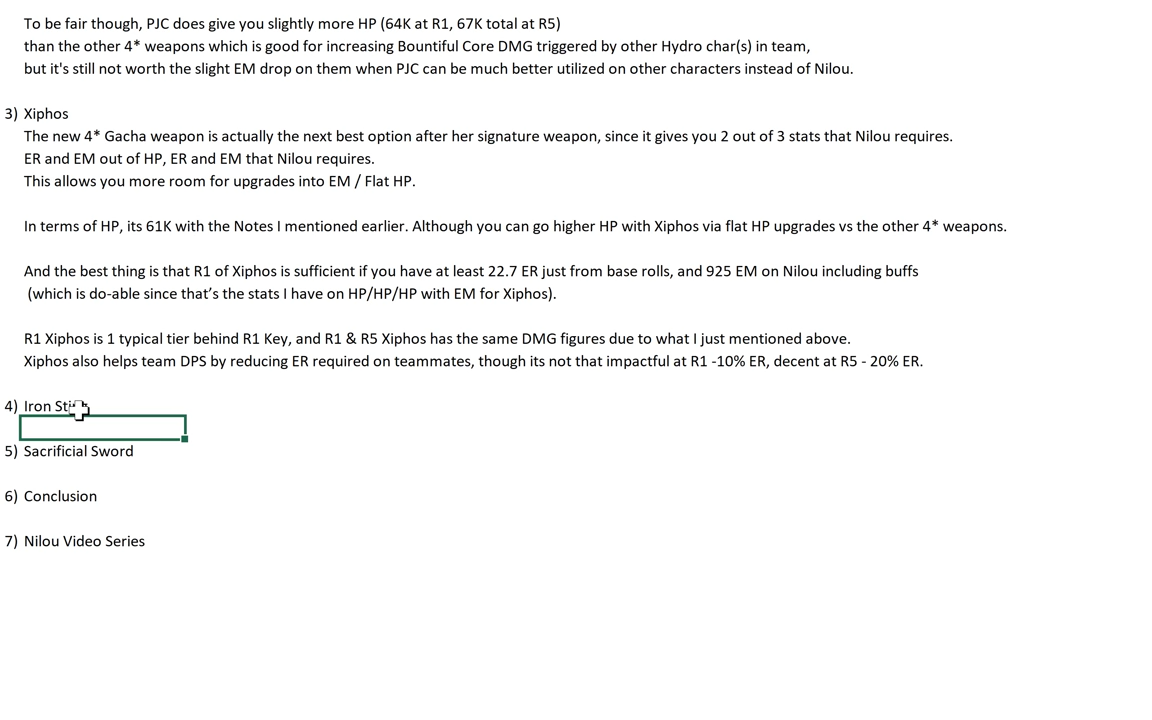 To be fair though, PJC does give you slightly more HP (64K at R1, 67K total at R5)
than the other 4* weapons which is good for increasing Bountiful Core DMG triggered by other Hydro char(s) in team,
but it's still not worth the slight EM drop on them when PJC can be much better utilized on other characters instead of Nilou.
3) Xiphos
The new 4* Gacha weapon is actually the next best option after her signature weapon, since it gives you 2 out of 3 stats that Nilou requires.
ER and EM out of HP, ER and EM that Nilou requires.
This allows you more room for upgrades into EM / Flat HP.
In terms of HP, its 61K with the Notes I mentioned earlier. Although you can go higher HP with Xiphos via flat HP upgrades vs the other 4* weapons.
And the best thing is that R1 of Xiphos is sufficient if you have at least 22.7 ER just from base rolls, and 925 EM on Nilou including buffs
(which is do-able since that's the stats I have on HP/HP/HP with EM for Xiphos).
R1 Xiphos is 1 typical tier behind R1 Key, and R1 & R5 Xiphos has the same DMG figures due to what I just mentioned above.
Xiphos also helps team DPS by reducing ER required on teammates, though its not that impactful at R1 -10% ER, decent at R5 - 20% ER.
4) Iron
5) Sacrificial Sword
6) Conclusion
7) Nilou Video Series